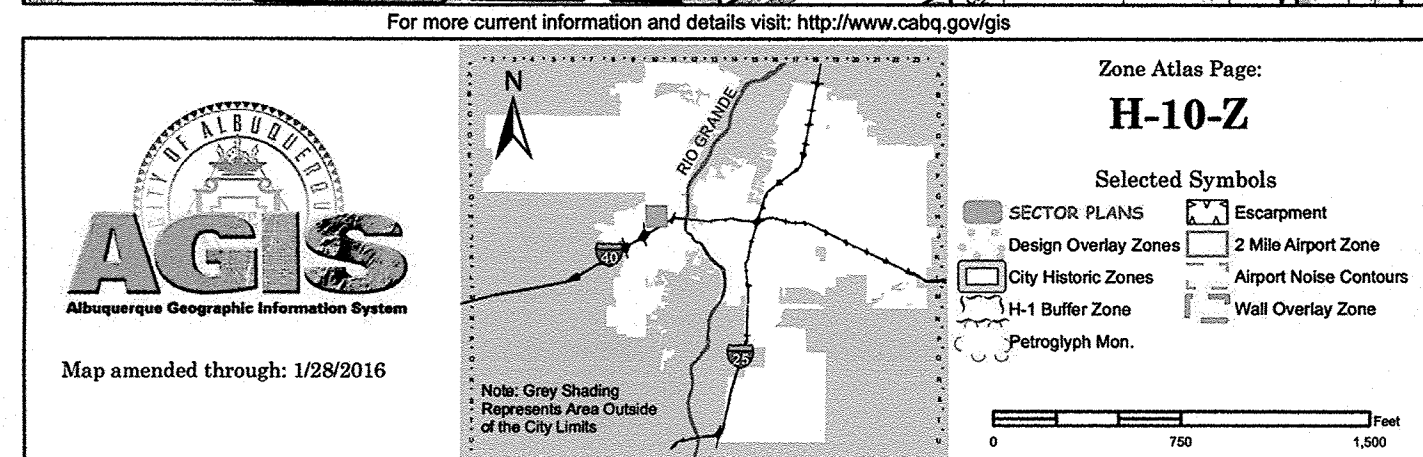 For more current information and details visit: http://www.cabq.gov/gis
CITY OF ALBUQUERQUE
AGIS
Albuquerque Geographic Information System
Map amended through: 1/28/2016
N
RIO GRANDE
40
25
Note: Grey Shading
Represents Area Outside
of the City Limits
Zone Atlas Page:
H-10-Z
Selected Symbols
SECTOR PLANS
Escarpment
Design Overlay Zones
2 Mile Airport Zone
City Historic Zones
Airport Noise Contours
H-1 Buffer Zone
Wall Overlay Zone
Petroglyph Mon.
Feet
0 750 1,500